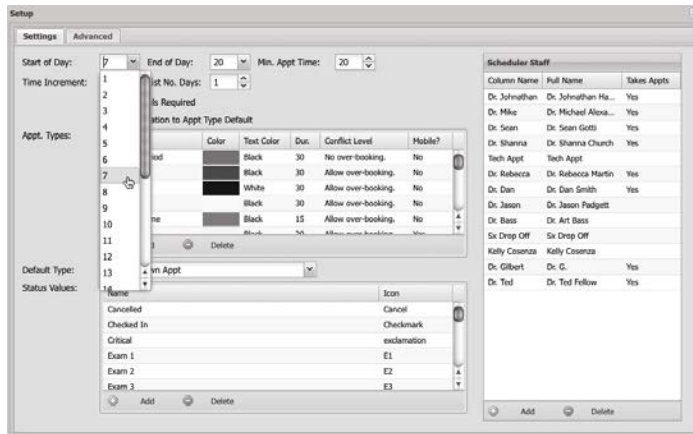 Setup
Settings Advanced
Start of Day: 7 End of Day: 20 Min. Appt Time: 20
Time Increment: ist No. Days: 1
ls Required
ation to Appt Type Default
1
2
3
4
5
6
7
8
9
10
11
12
13
Appt. Types:
Color Text Color Dur. Conflict Level Mobile?
od Black 30 No over-booking. No
Black 30 Allow over-booking. No
White 30 Allow over-booking. No
Black 30 Allow over-booking. No
ne Black 15 Allow over-booking. No
Delete
Default Type: wn Appt
Status Values:
Name Icon
Cancelled Cancel
Checked In Checkmark
Critical exclamation
Exam 1 E1
Exam 2 E2
Exam 3 E3
Add Delete
Scheduler Staff
Column Name Full Name Takes Appts
Dr. Johnathan Dr. Johnathan Ha... Yes
Dr. Mike Dr. Michael Alexa... Yes
Dr. Sean Dr. Sean Gotti Yes
Dr. Shanna Dr. Shanna Church Yes
Tech Appt Tech Appt
Dr. Rebecca Dr. Rebecca Martin Yes
Dr. Dan Dr. Dan Smith Yes
Dr. Jason Dr. Jason Padgett
Dr. Bass Dr. Art Bass
Sx Drop Off Sx Drop Off
Kelly Cosenza Kelly Cosenza
Dr. Gilbert Dr. G. Yes
Dr. Ted Dr. Ted Fellow Yes
Add Delete